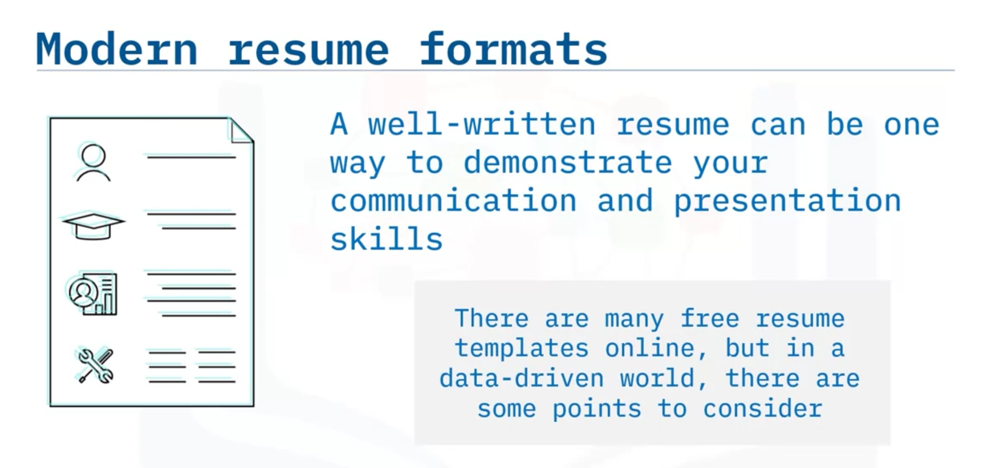 Modern resume formats
A well-written resume can be one
way to demonstrate your
communication and presentation
skills
There are many free resume
templates online, but in a
data-driven world, there are
some points to consider